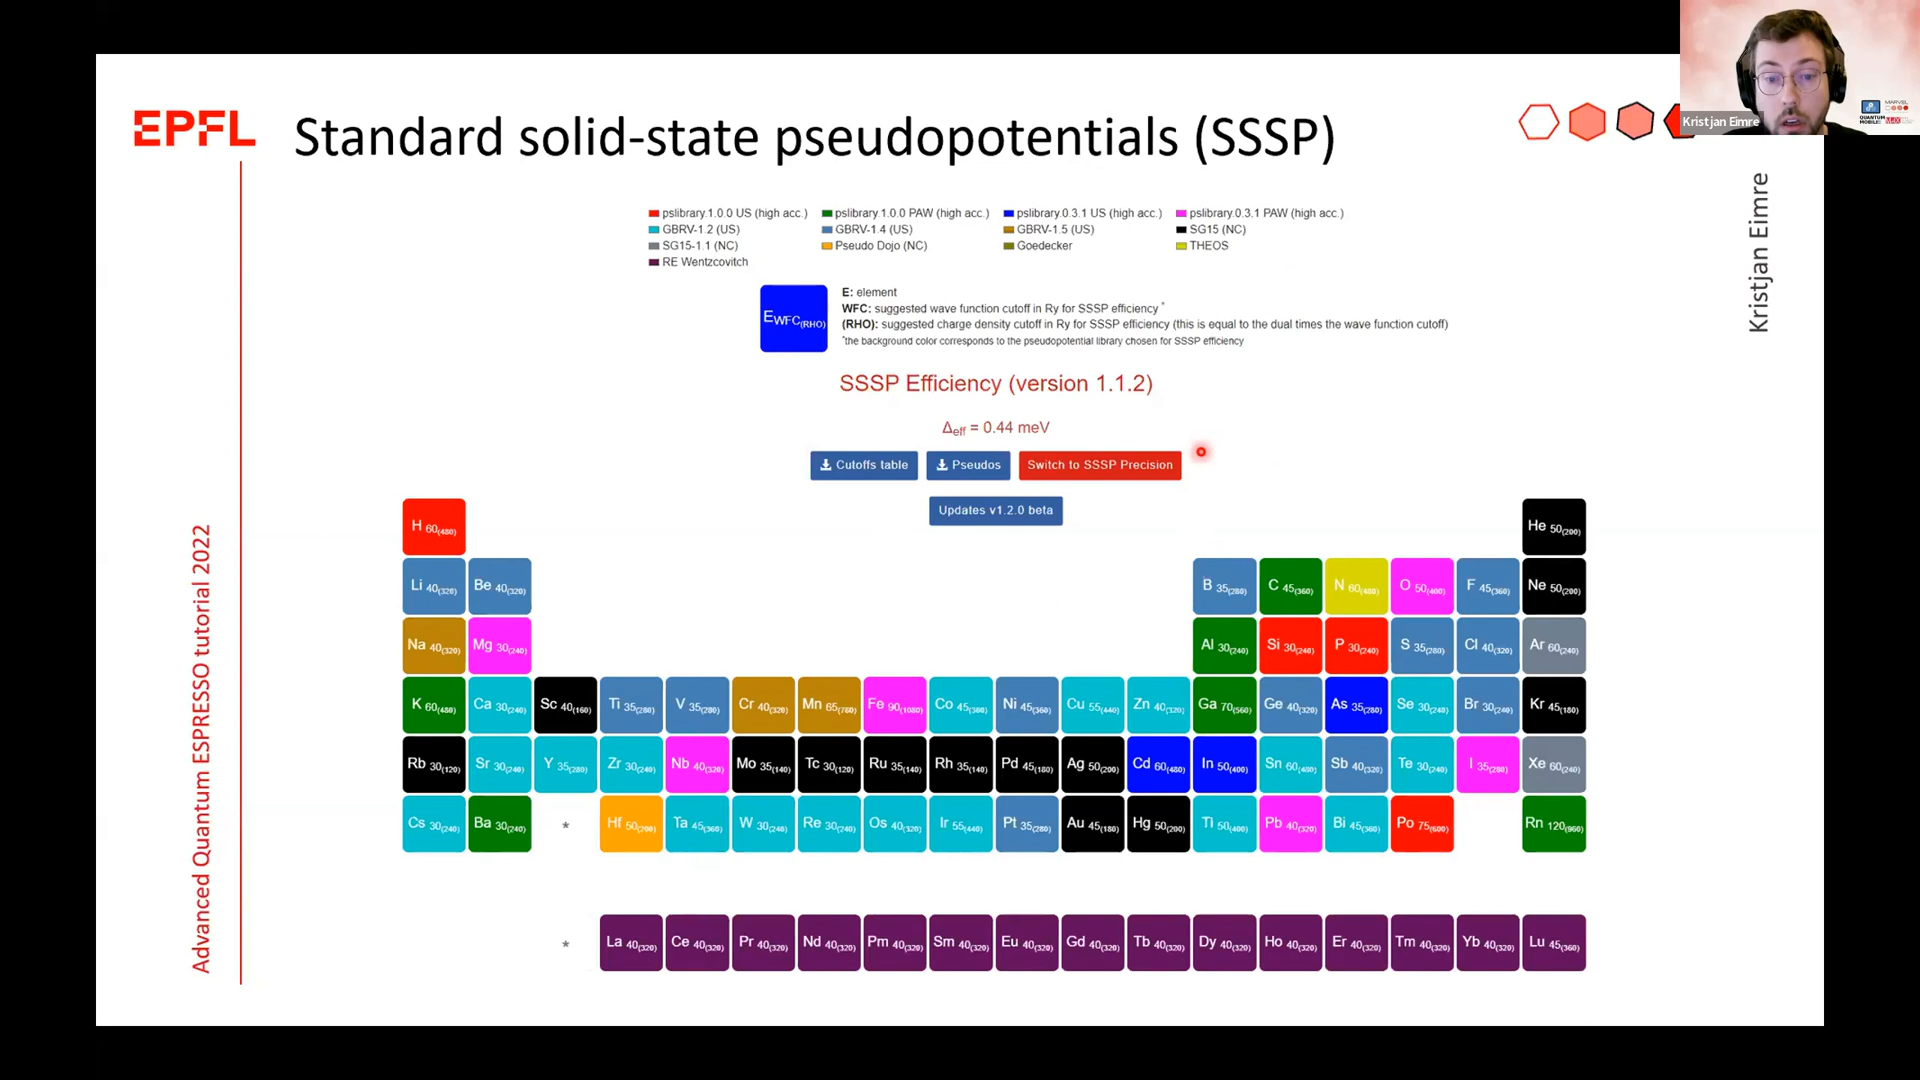 EPFL
Standard solid-state pseudopotentials (SSSP)
Kristjan Eimre
Kristjan Eimre
Advanced Quantum ESPRESSO tutorial 2022
pslibrary.1.0.0 US (high acc.) pslibrary.1.0.0 PAW (high acc.) pslibrary.0.3.1 US (high acc.) pslibrary.0.3.1 PAW (high acc.)
GBRV-1.2 (US) GBRV-1.4 (US) GBRV-1.5 (US) SG15 (NC)
SG15-1.1 (NC) Pseudo Dojo (NC) Goedecker THEOS
RE Wentzcovitch
EWFC(RHO)
E: element
WFC: suggested wave function cutoff in Ry for SSSP efficiency *
(RHO): suggested charge density cutoff in Ry for SSSP efficiency (this is equal to the dual times the wave function cutoff)
*the background color corresponds to the pseudopotential library chosen for SSSP efficiency
SSSP Efficiency (version 1.1.2)
Δeff = 0.44 meV
Cutoffs table Pseudos Switch to SSSP Precision
Updates v1.2.0 beta
H 60(480) He 50(200)
Li 40(320) Be 40(320) B 35(280) C 45(360) N 60(480) O 50(400) F 45(360) Ne 50(200)
Na 40(320) Mg 30(240) Al 30(240) Si 30(240) P 30(240) S 35(280) Cl 40(320) Ar 60(240)
K 60(480) Ca 30(240) Sc 40(160) Ti 35(280) V 35(280) Cr 40(320) Mn 65(780) Fe 90(1080) Co 45(360) Ni 45(360) Cu 55(440) Zn 40(320) Ga 70(560) Ge 40(320) As 35(280) Se 30(240) Br 30(240) Kr 45(180)
Rb 30(120) Sr 30(240) Y 35(280) Zr 30(240) Nb 40(320) Mo 35(140) Tc 30(120) Ru 35(140) Rh 35(140) Pd 45(180) Ag 50(200) Cd 60(480) In 50(400) Sn 60(480) Sb 40(320) Te 30(240) I 35(280) Xe 60(240)
Cs 30(240) Ba 30(240) * Hf 50(200) Ta 45(360) W 30(240) Re 30(240) Os 40(320) Ir 55(440) Pt 35(280) Au 45(180) Hg 50(200) Tl 50(400) Pb 40(320) Bi 45(360) Po 75(600) Rn 120(960)
* La 40(320) Ce 40(320) Pr 40(320) Nd 40(320) Pm 40(320) Sm 40(320) Eu 40(320) Gd 40(320) Tb 40(320) Dy 40(320) Ho 40(320) Er 40(320) Tm 40(320) Yb 40(320) Lu 45(360)